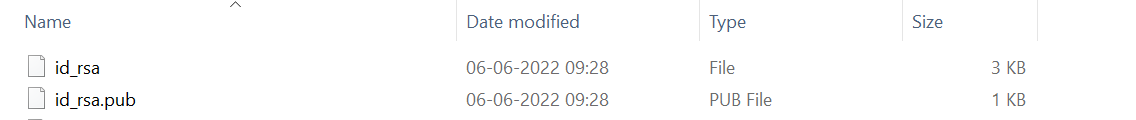 Name Date modified Type Size
id_rsa 06-06-2022 09:28 File 3 KB
id_rsa.pub 06-06-2022 09:28 PUB File 1 KB